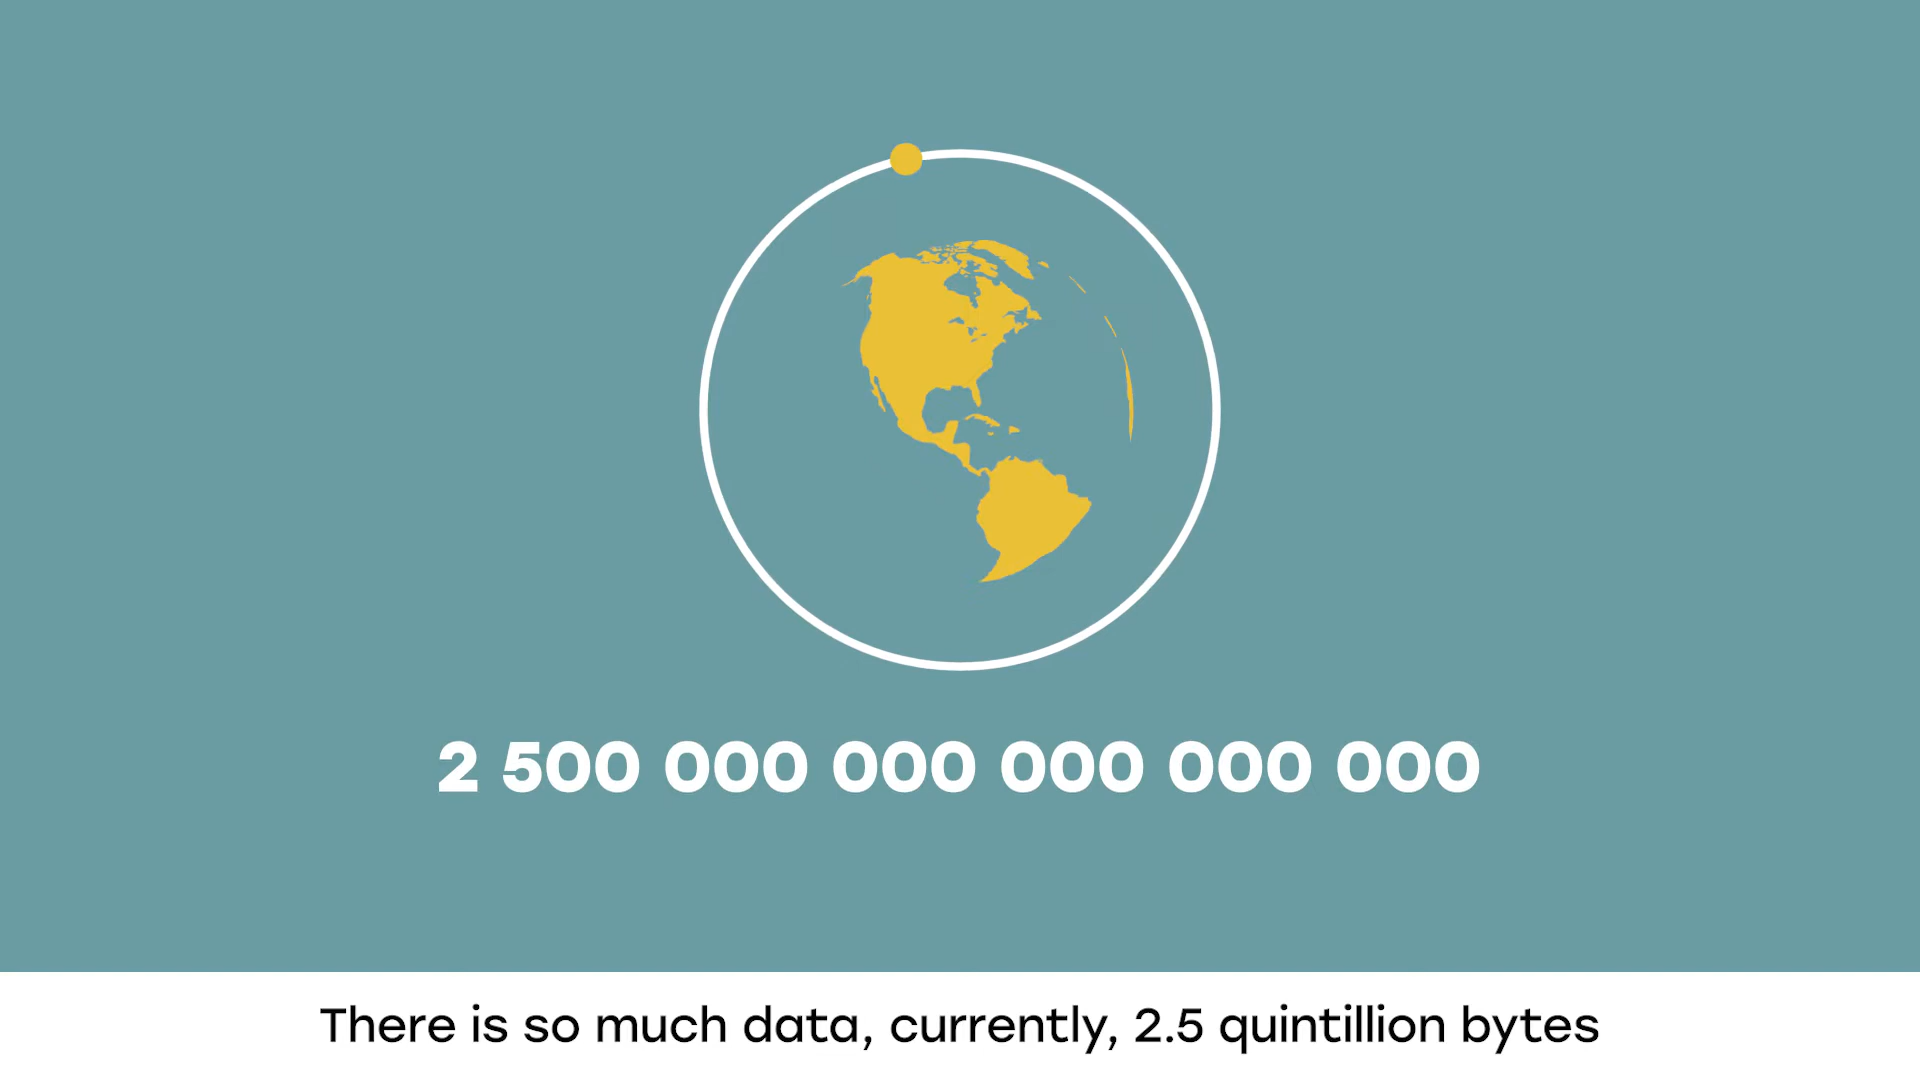 2 500 000 000 000 000 000
There is so much data, currently, 2.5 quintillion bytes